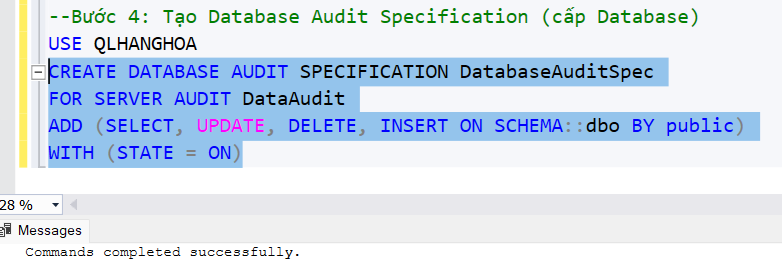 --Bước 4: Tạo Database Audit Specification (cấp Database)
USE QLHANGHOA
CREATE DATABASE AUDIT SPECIFICATION DatabaseAuditSpec
FOR SERVER AUDIT DataAudit
ADD (SELECT, UPDATE, DELETE, INSERT ON SCHEMA::dbo BY public)
WITH (STATE = ON)
28 %
Messages
Commands completed successfully.